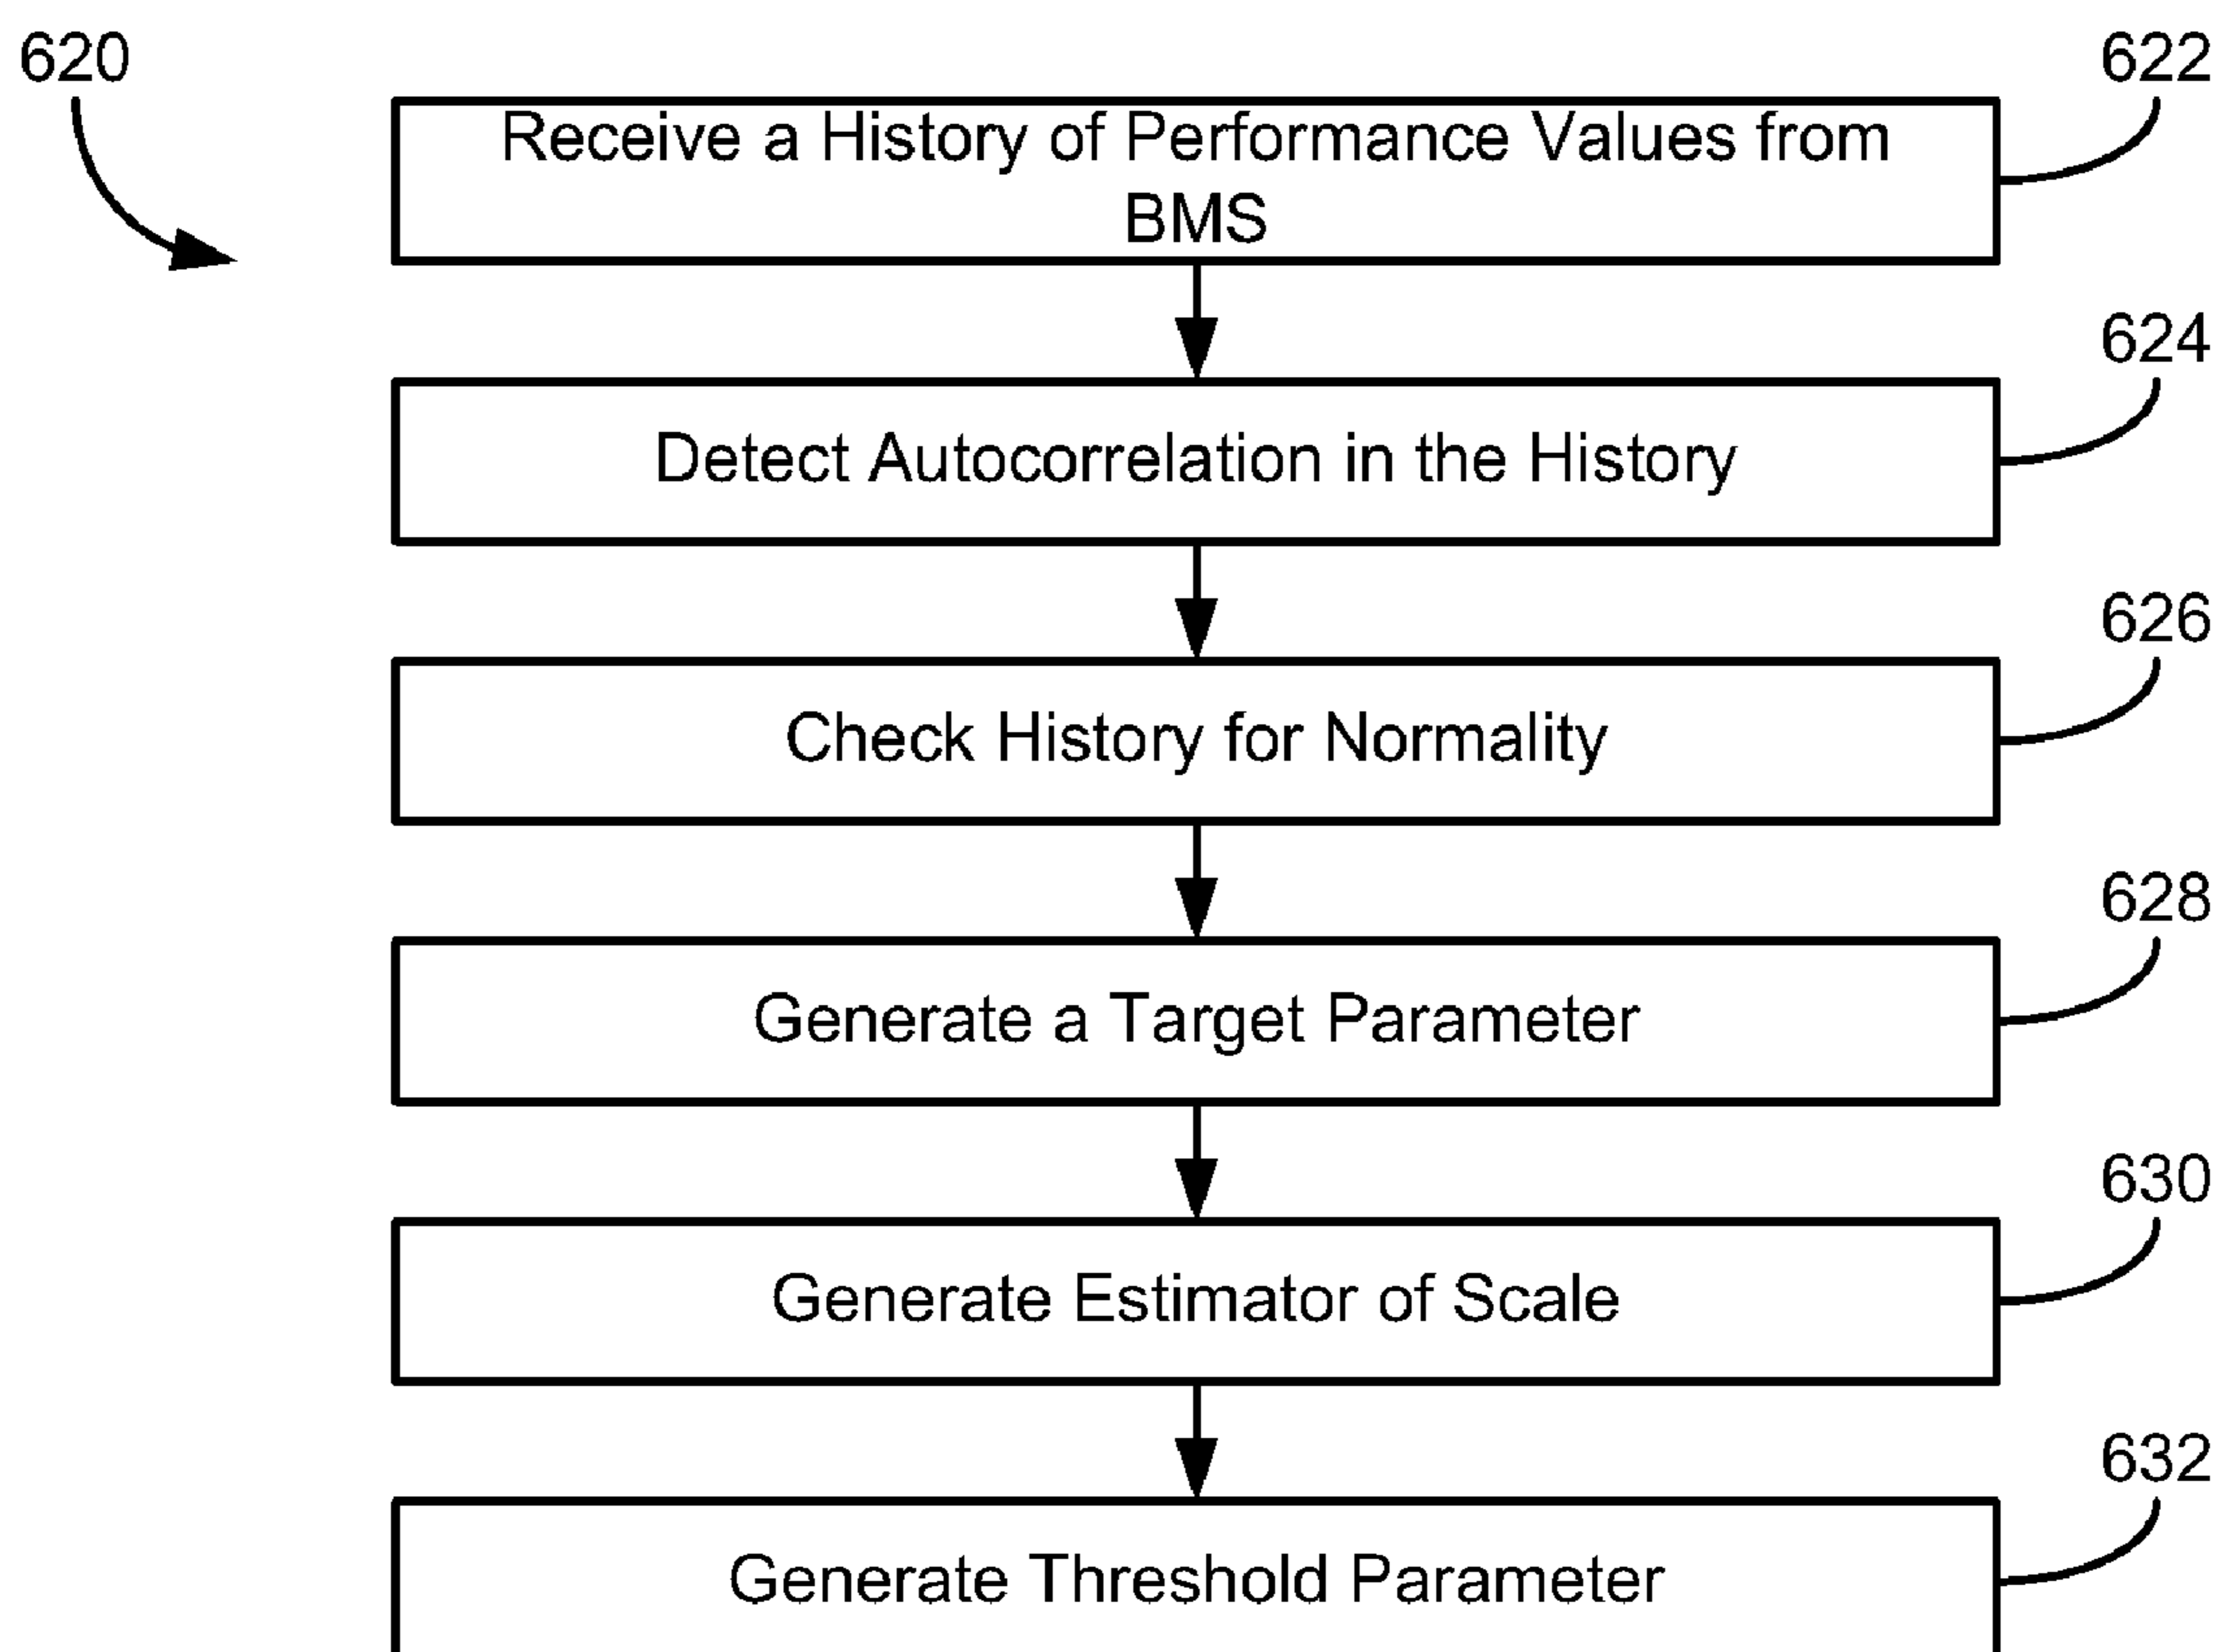 620
622
Receive a History of Performance Values from
BMS
624
Detect Autocorrelation in the History
626
Check History for Normality
628
Generate a Target Parameter
630
Generate Estimator of Scale
632
Generate Threshold Parameter